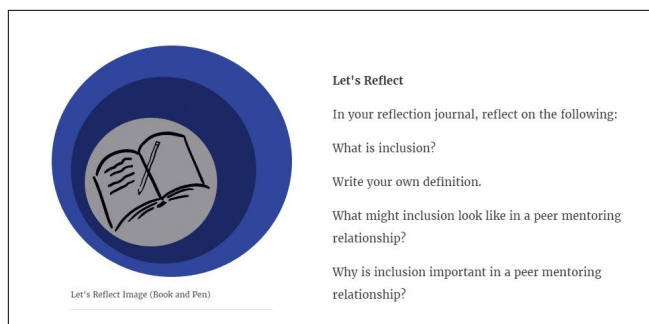 Let's Reflect
In your reflection journal, reflect on the following:
What is inclusion?
Write your own definition.
What might inclusion look like in a peer mentoring
relationship?
Why is inclusion important in a peer mentoring
relationship?
Let's Reflect Image (Book and Pen)